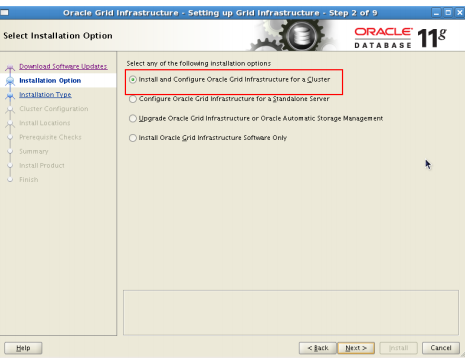 Oracle Grid Infrastructure - Setting up Grid Infrastructure - Step 2 of 9
Select Installation Option
ORACLE
DATABASE
11g
Download Software Updates
Installation Option
Installation Type
Cluster Configuration
Install Locations
Prerequisite Checks
Summary
Install Product
Finish
Select any of the following installation options
Install and Configure Oracle Grid Infrastructure for a Cluster
Configure Oracle Grid Infrastructure for a Standalone Server
Upgrade Oracle Grid Infrastructure or Oracle Automatic Storage Management
Install Oracle Grid Infrastructure Software Only
Help
< Back
Next >
Install
Cancel